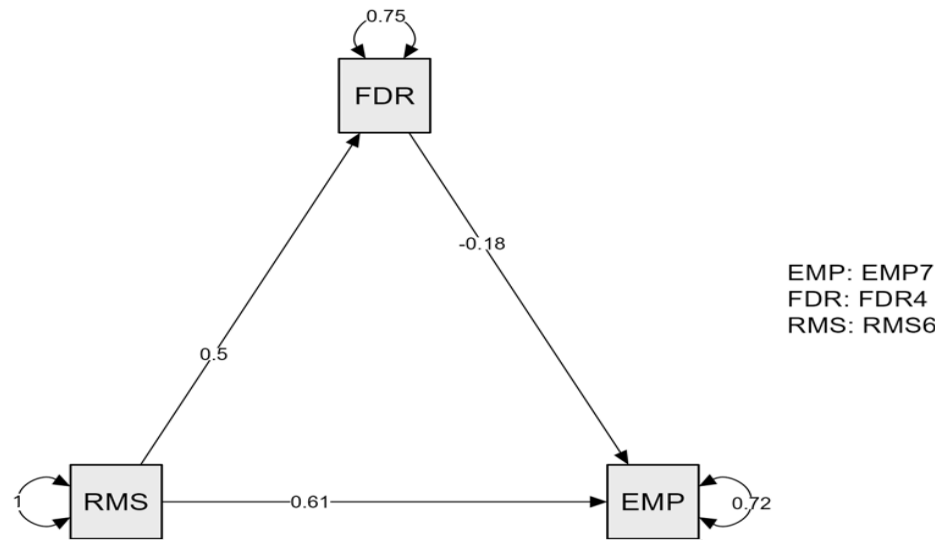 0.75
FDR
-0.18
EMP: EMP7
FDR: FDR4
RMS: RMS6
0.5
1
RMS
0.61
EMP
0.72